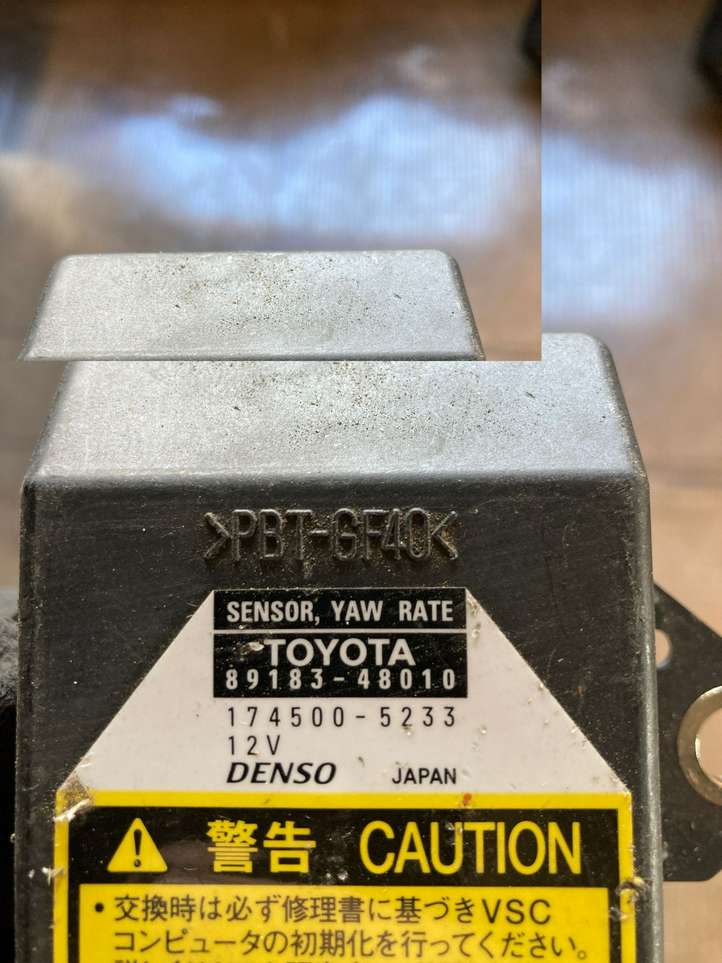 >PBT-GF40<
SENSOR, YAW RATE
TOYOTA
89183-48010
174500-5233
12V
DENSO JAPAN
警告 CAUTION
・交換時は必ず修理書に基づきVSC
コンピュータの初期化を行ってください。